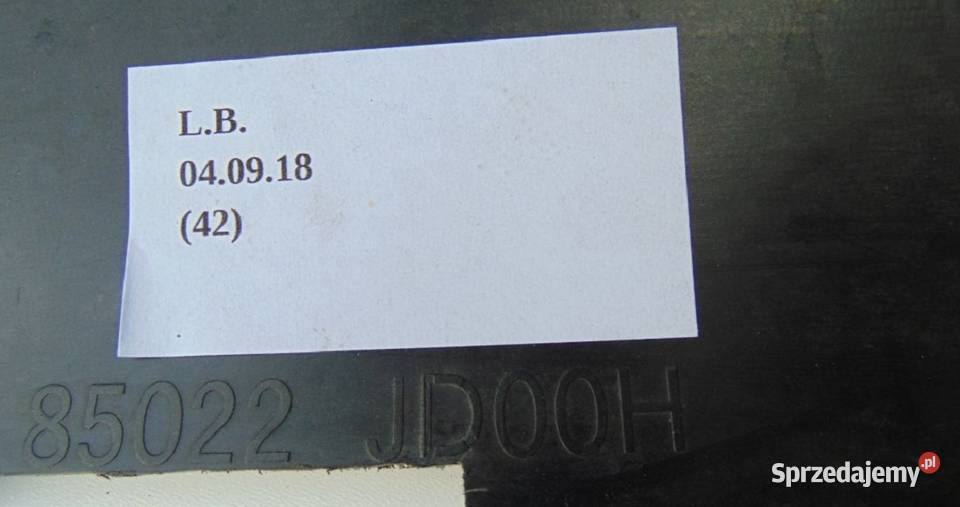 L.B.
04.09.18
(42)
85022 JD00H
Sprzedajemy.pl